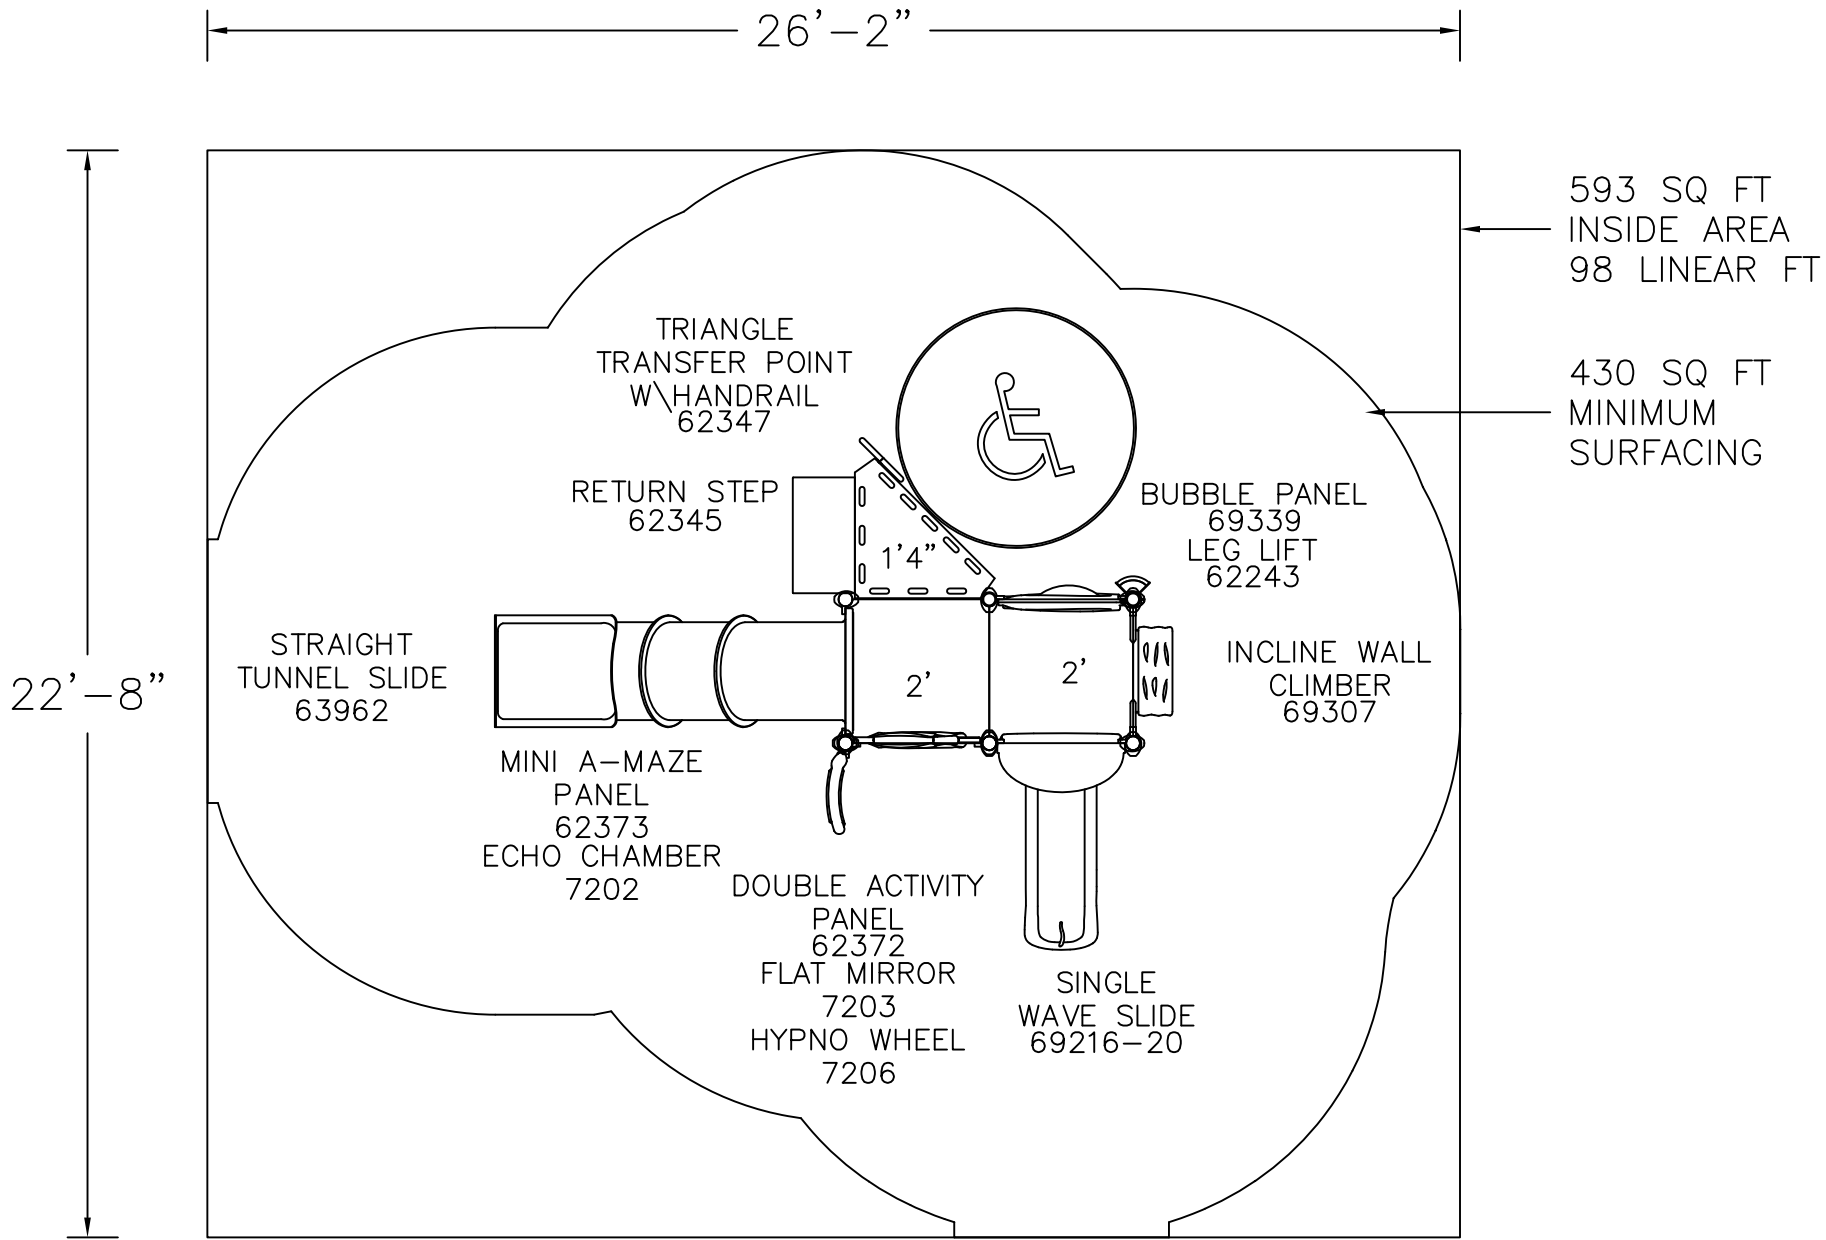 26'-2"
593 SQ FT
INSIDE AREA
98 LINEAR FT
TRIANGLE
TRANSFER POINT
W\HANDRAIL
62347
430 SQ FT
MINIMUM
SURFACING
RETURN STEP
62345
BUBBLE PANEL
69339
LEG LIFT
62243
1'4"
STRAIGHT
TUNNEL SLIDE
63962
2'
2'
INCLINE WALL
CLIMBER
69307
22'-8"
MINI A-MAZE
PANEL
62373
ECHO CHAMBER
7202
DOUBLE ACTIVITY
PANEL
62372
FLAT MIRROR
7203
HYPNO WHEEL
7206
SINGLE
WAVE SLIDE
69216-20